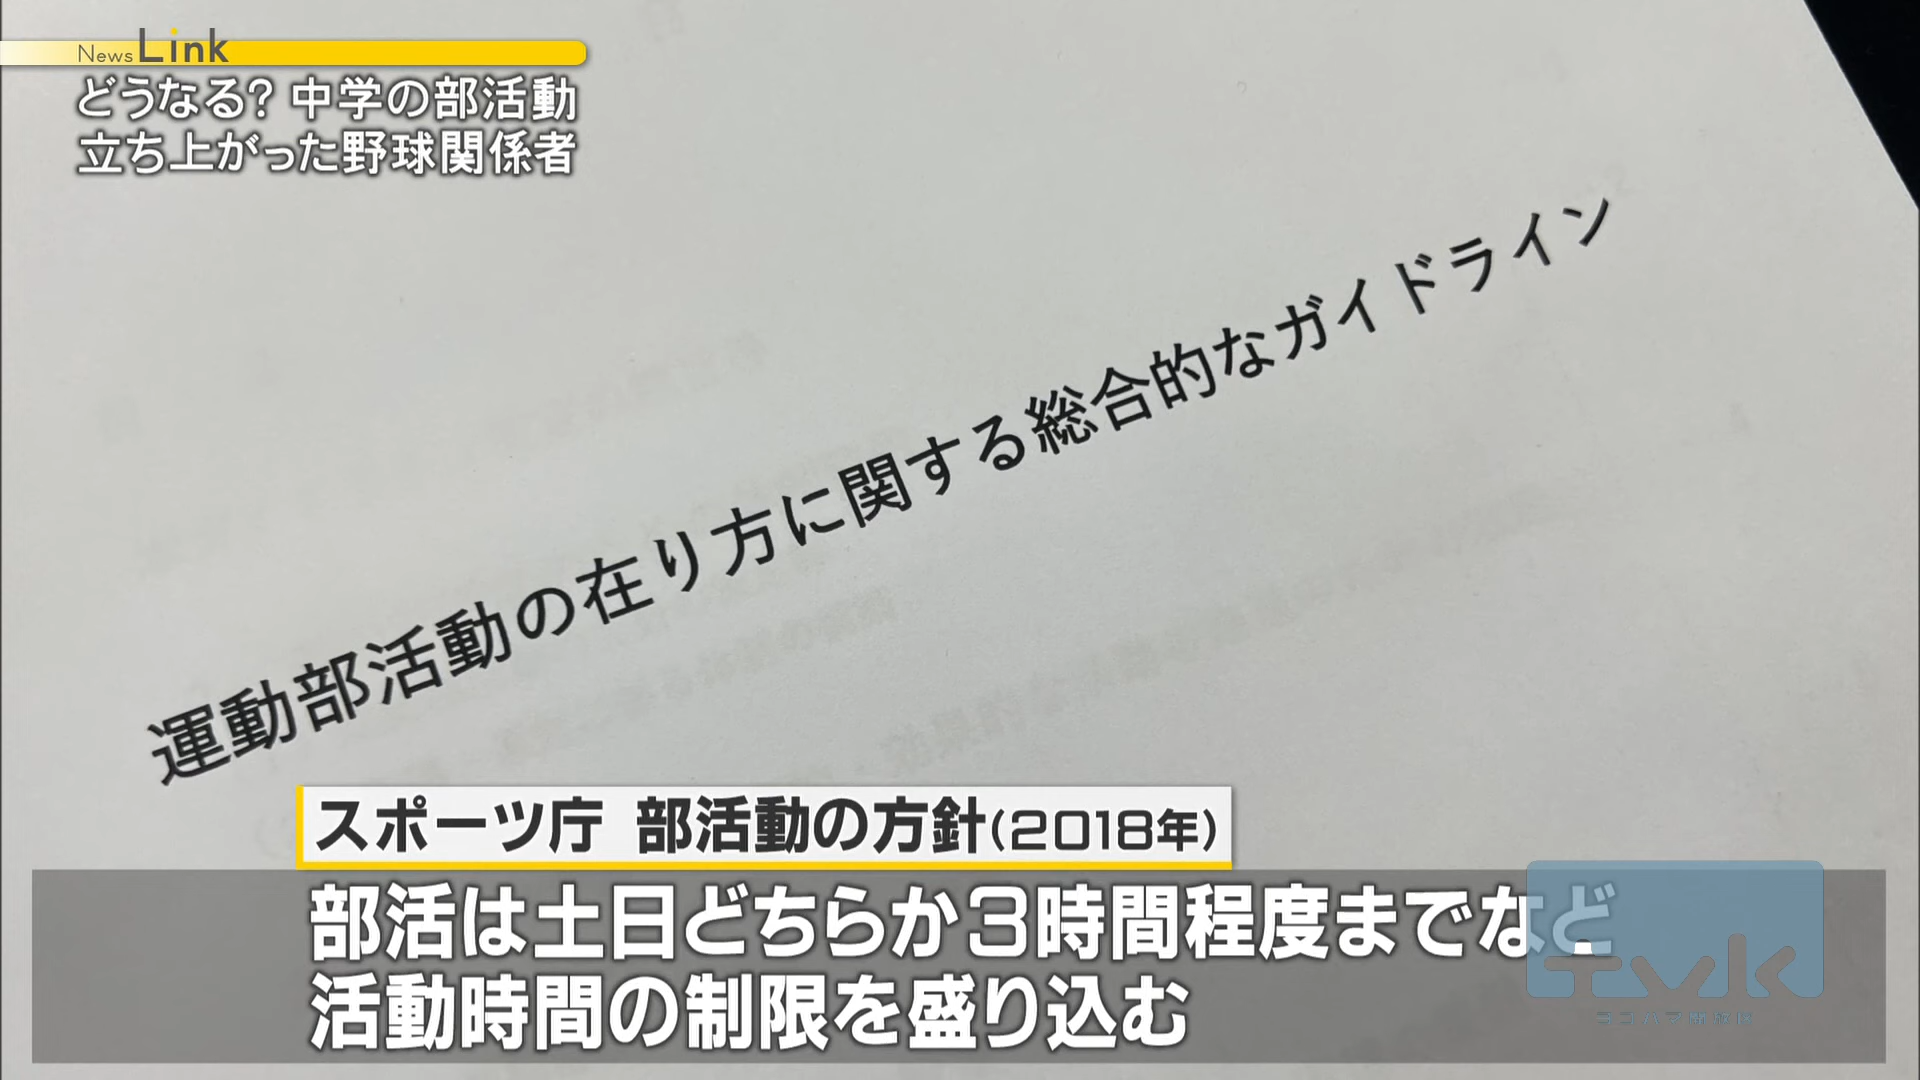 News Link
どうなる？ 中学の部活動
立ち上がった野球関係者
運動部活動の在り方に関する総合的なガイドライン
スポーツ庁 部活動の方針（2018年）
部活は土日どちらか3時間程度までなど
活動時間の制限を盛り込む
tvk